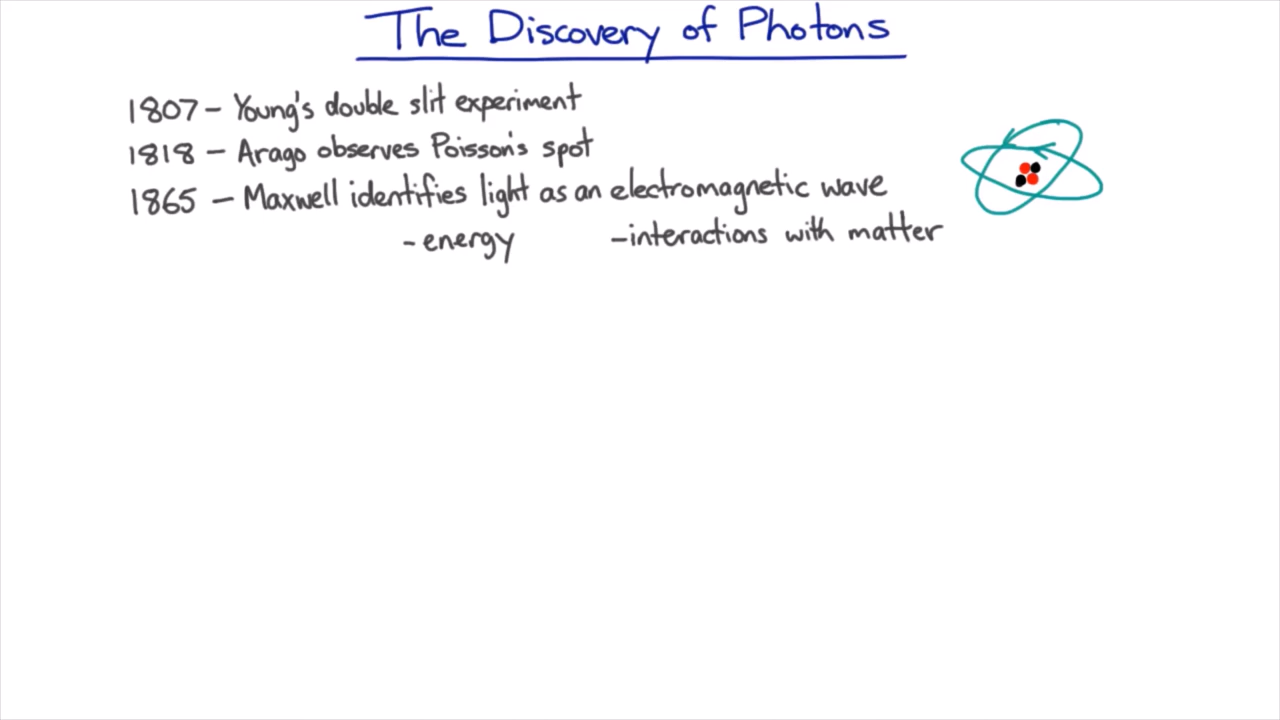 The Discovery of Photons
1807 – Young's double slit experiment
1818 – Arago observes Poisson's spot
1865 – Maxwell identifies light as an electromagnetic wave
- energy – interactions with matter